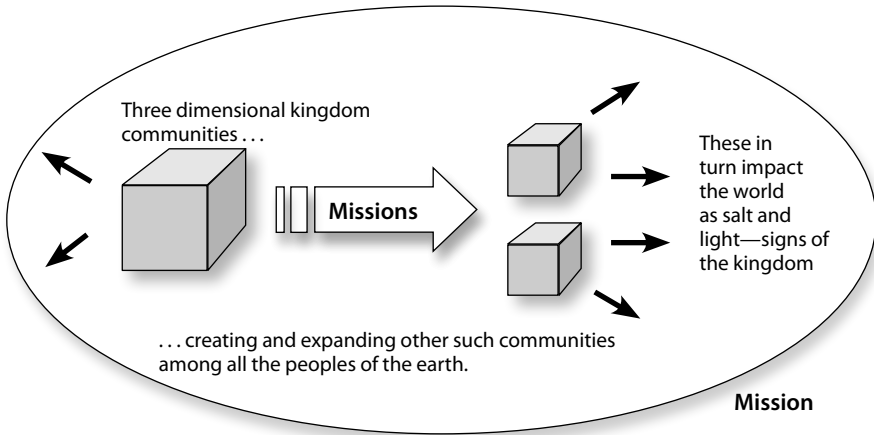 Three dimensional kingdom
communities . . .
Missions
These in
turn impact
the world
as salt and
light—signs of
the kingdom
. . . creating and expanding other such communities
among all the peoples of the earth.
Mission